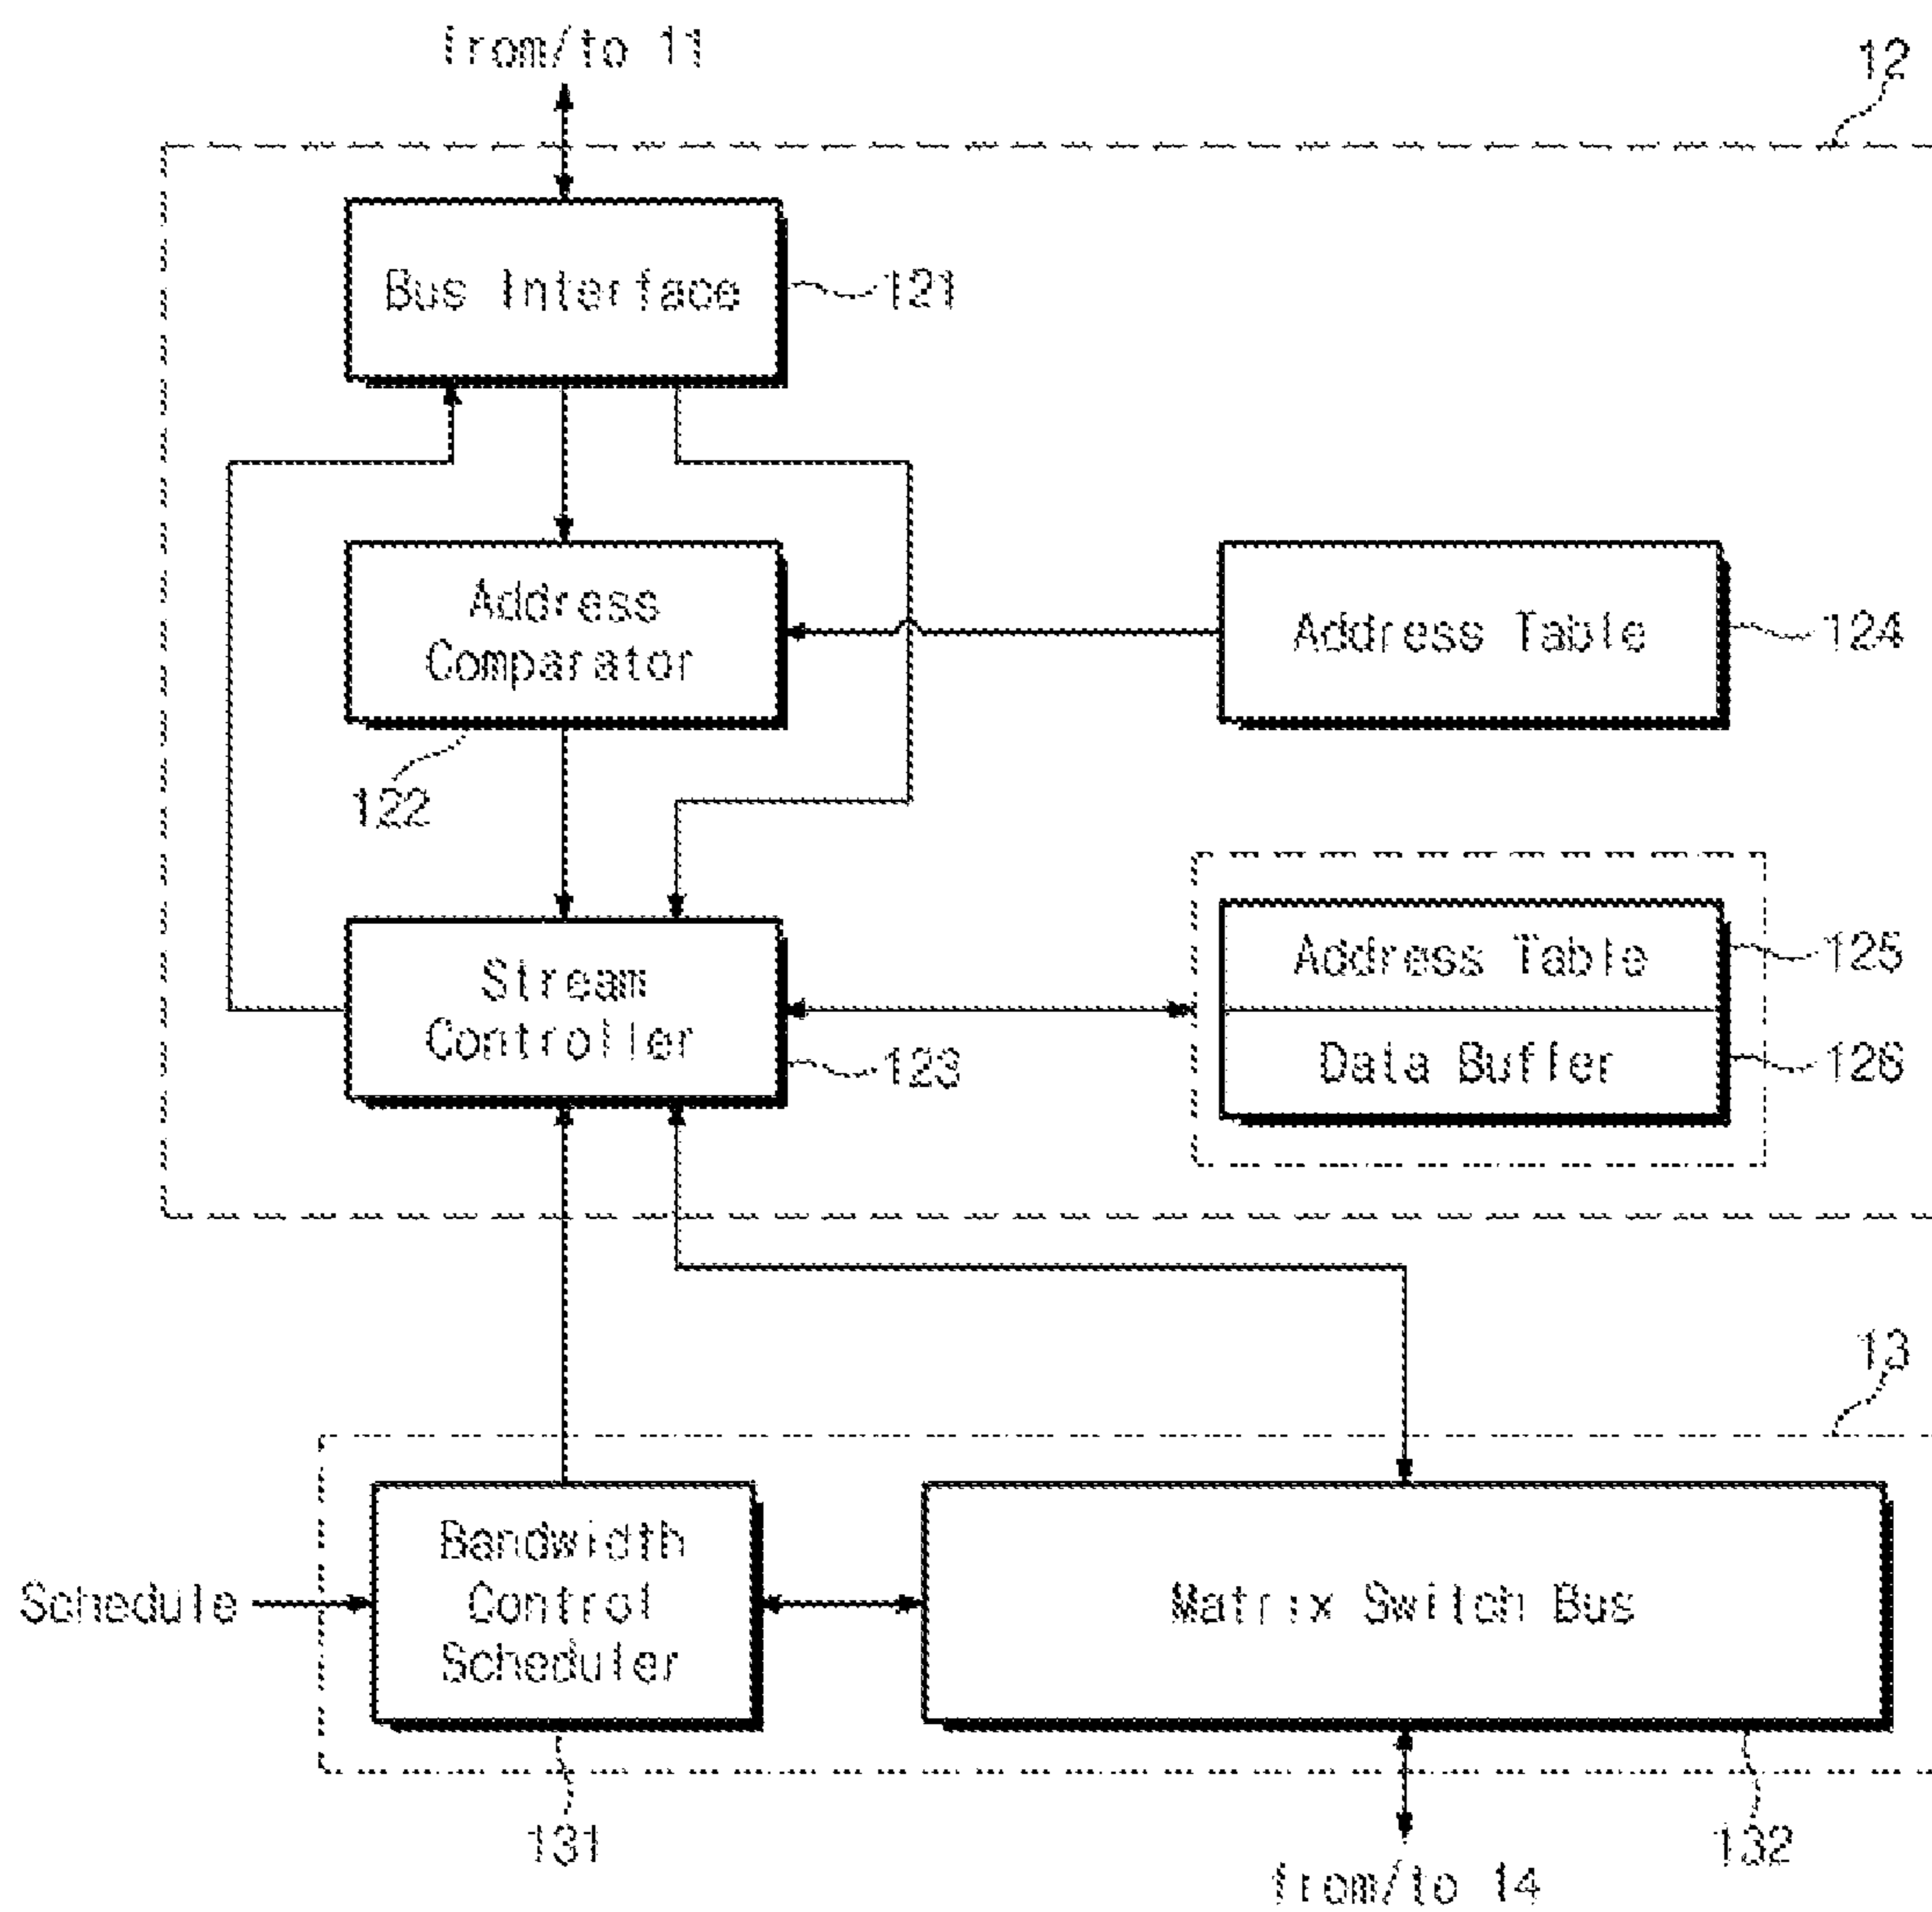 from/to 11
12
Bus Interface
121
Address
Comparator
122
Address Table
124
Stream
Controller
123
Address Table
125
Data Buffer
126
13
Schedule
Bandwidth
Control
Scheduler
131
Matrix Switch Bus
132
from/to 14